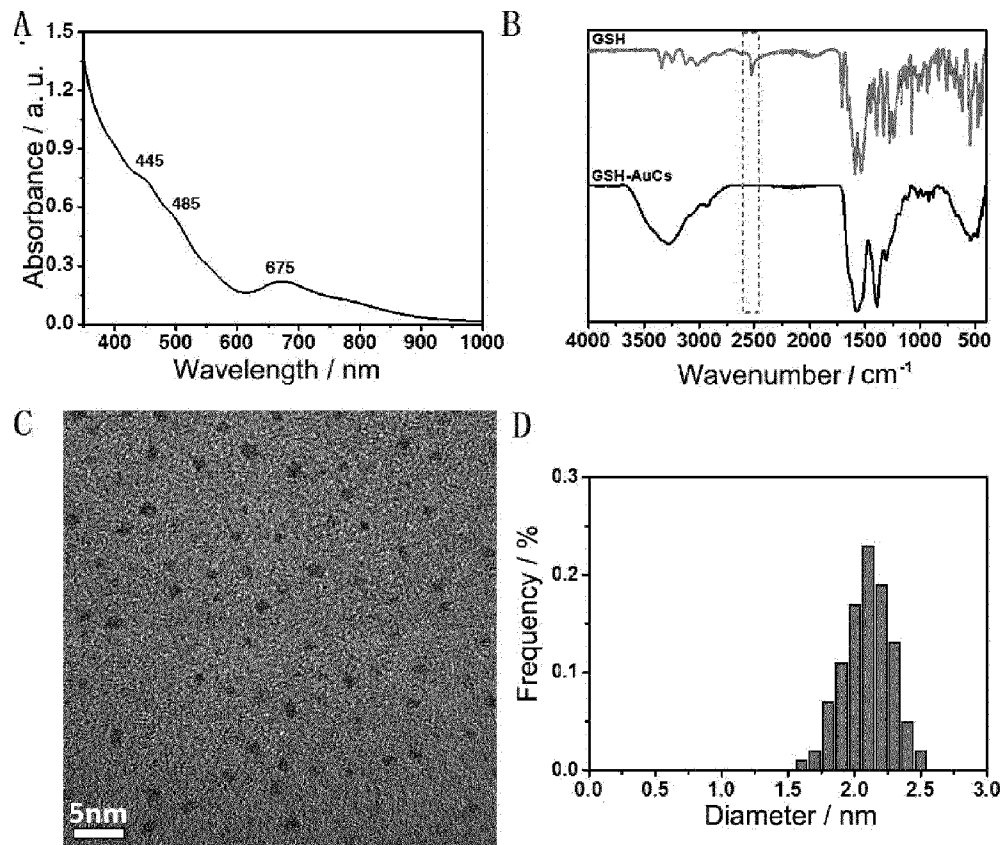 A
1.5
1.2
0.9
0.6
0.3
0.0
Absorbance / a. u.
445
485
675
400 500 600 700 800 900 1000
Wavelength / nm
B
GSH
GSH-AuCs
4000 3500 3000 2500 2000 1500 1000 500
Wavenumber / cm⁻¹
C
5nm
D
0.3
0.2
0.1
0.0
Frequency / %
0.0 0.5 1.0 1.5 2.0 2.5 3.0
Diameter / nm